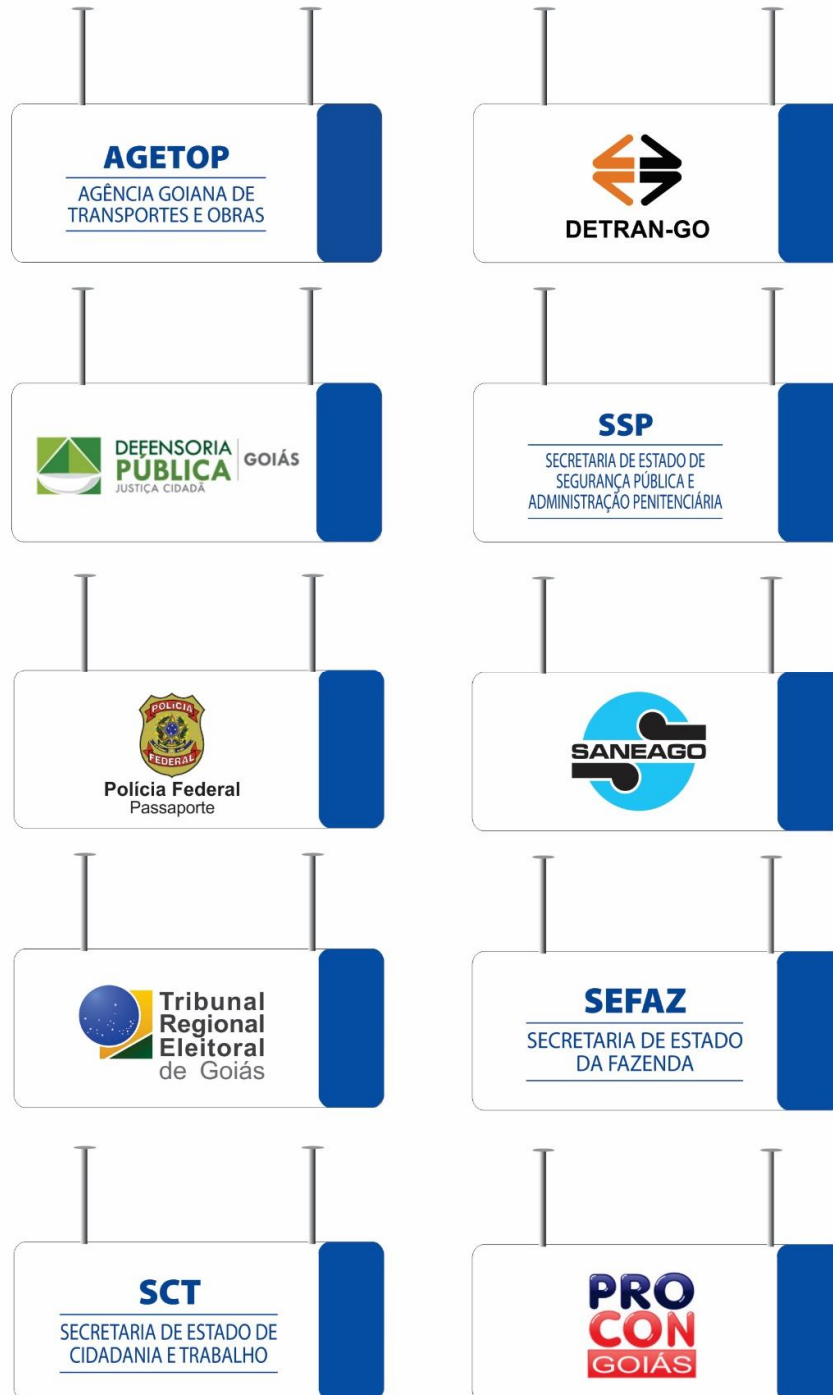 AGETOP
AGÊNCIA GOIANA DE
TRANSPORTES E OBRAS
DETRAN-GO
DEFENSORIA
PÚBLICA
JUSTIÇA CIDADÃ
GOIÁS
SSP
SECRETARIA DE ESTADO DE
SEGURANÇA PÚBLICA E
ADMINISTRAÇÃO PENITENCIÁRIA
POLÍCIA
FEDERAL
Polícia Federal
Passaporte
SANEAGO
Tribunal
Regional
Eleitoral
de Goiás
SEFAZ
SECRETARIA DE ESTADO
DA FAZENDA
SCT
SECRETARIA DE ESTADO DE
CIDADANIA E TRABALHO
PRO
CON
GOIÁS